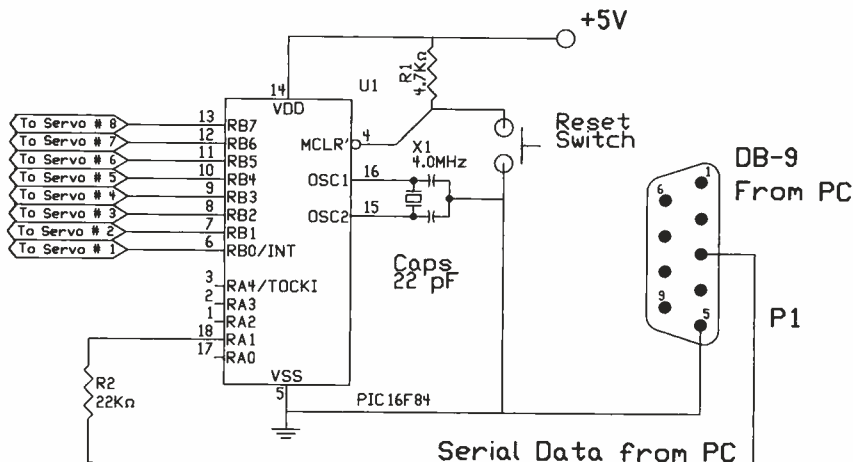 +5V
R1
4.7KΩ
U1
14
VDD
To Servo # 8
13
RB7
To Servo # 7
12
RB6
MCLR'
4
To Servo # 6
11
RB5
To Servo # 5
10
RB4
OSC1
16
X1
4.0MHz
To Servo # 4
9
RB3
To Servo # 3
8
RB2
OSC2
15
To Servo # 2
7
RB1
To Servo # 1
6
RB0/INT
Reset
Switch
DB-9
From PC
1
6
9
5
P1
Caps
22 pF
3
RA4/TOCKI
2
RA3
1
RA2
18
RA1
17
RA0
VSS
5
PIC16F84
R2
22KΩ
Serial Data from PC